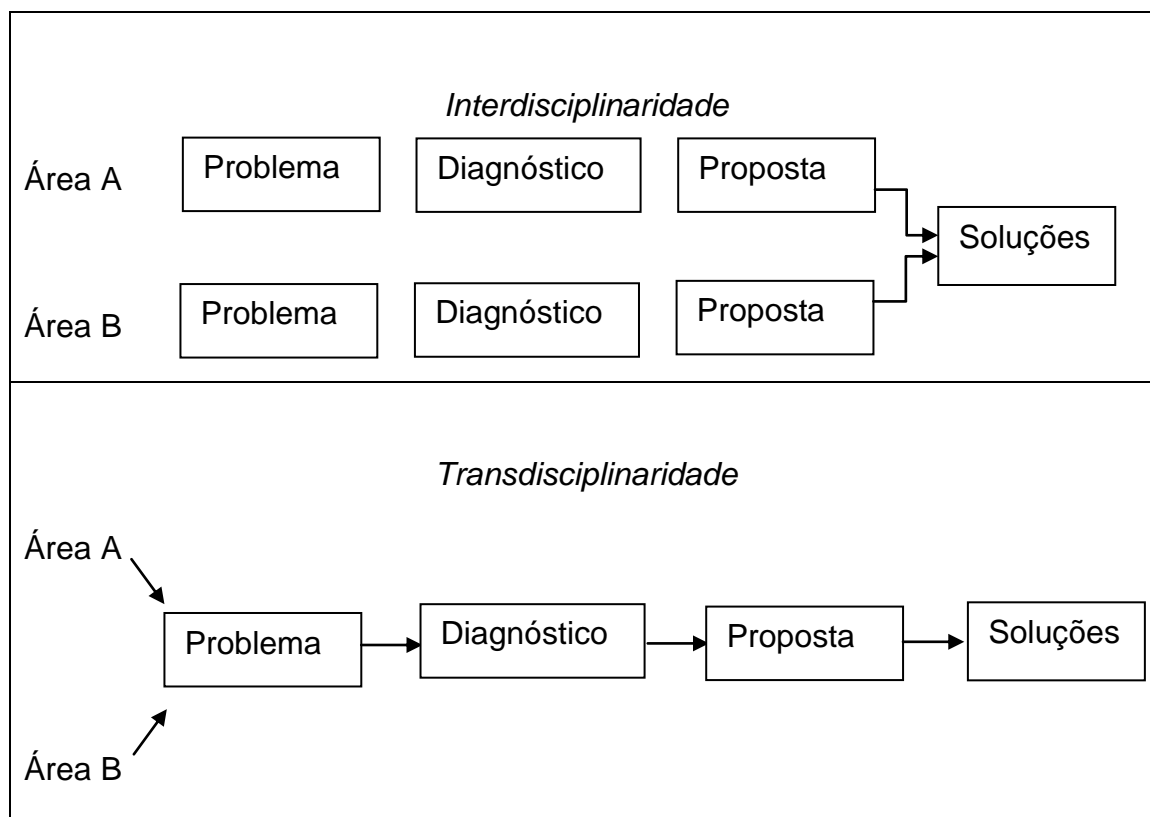 Interdisciplinaridade
Área A
Problema
Diagnóstico
Proposta
Soluções
Área B
Problema
Diagnóstico
Proposta
Transdisciplinaridade
Área A
Problema
Diagnóstico
Proposta
Soluções
Área B